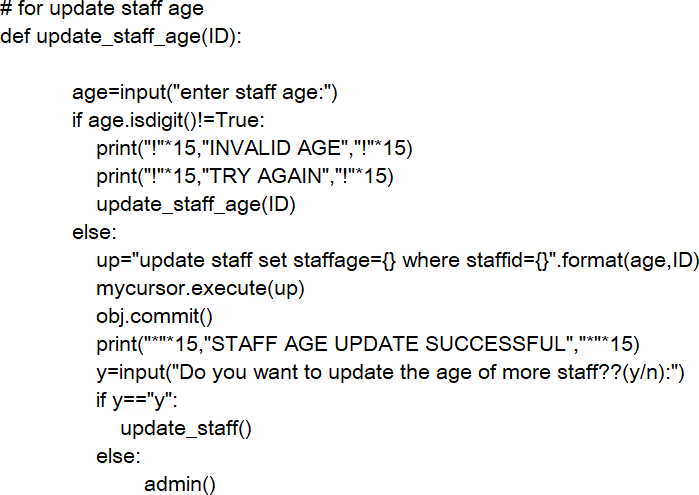 # for update staff age
def update_staff_age(ID):
age=input("enter staff age:")
if age.isdigit()!=True:
print("!"*15,"INVALID AGE","!"*15)
print("!"*15,"TRY AGAIN","!"*15)
update_staff_age(ID)
else:
up="update staff set staffage={} where staffid={}".format(age,ID)
mycursor.execute(up)
obj.commit()
print("*"*15,"STAFF AGE UPDATE SUCCESSFUL","*"*15)
y=input("Do you want to update the age of more staff??(y/n):")
if y=="y":
update_staff()
else:
admin()